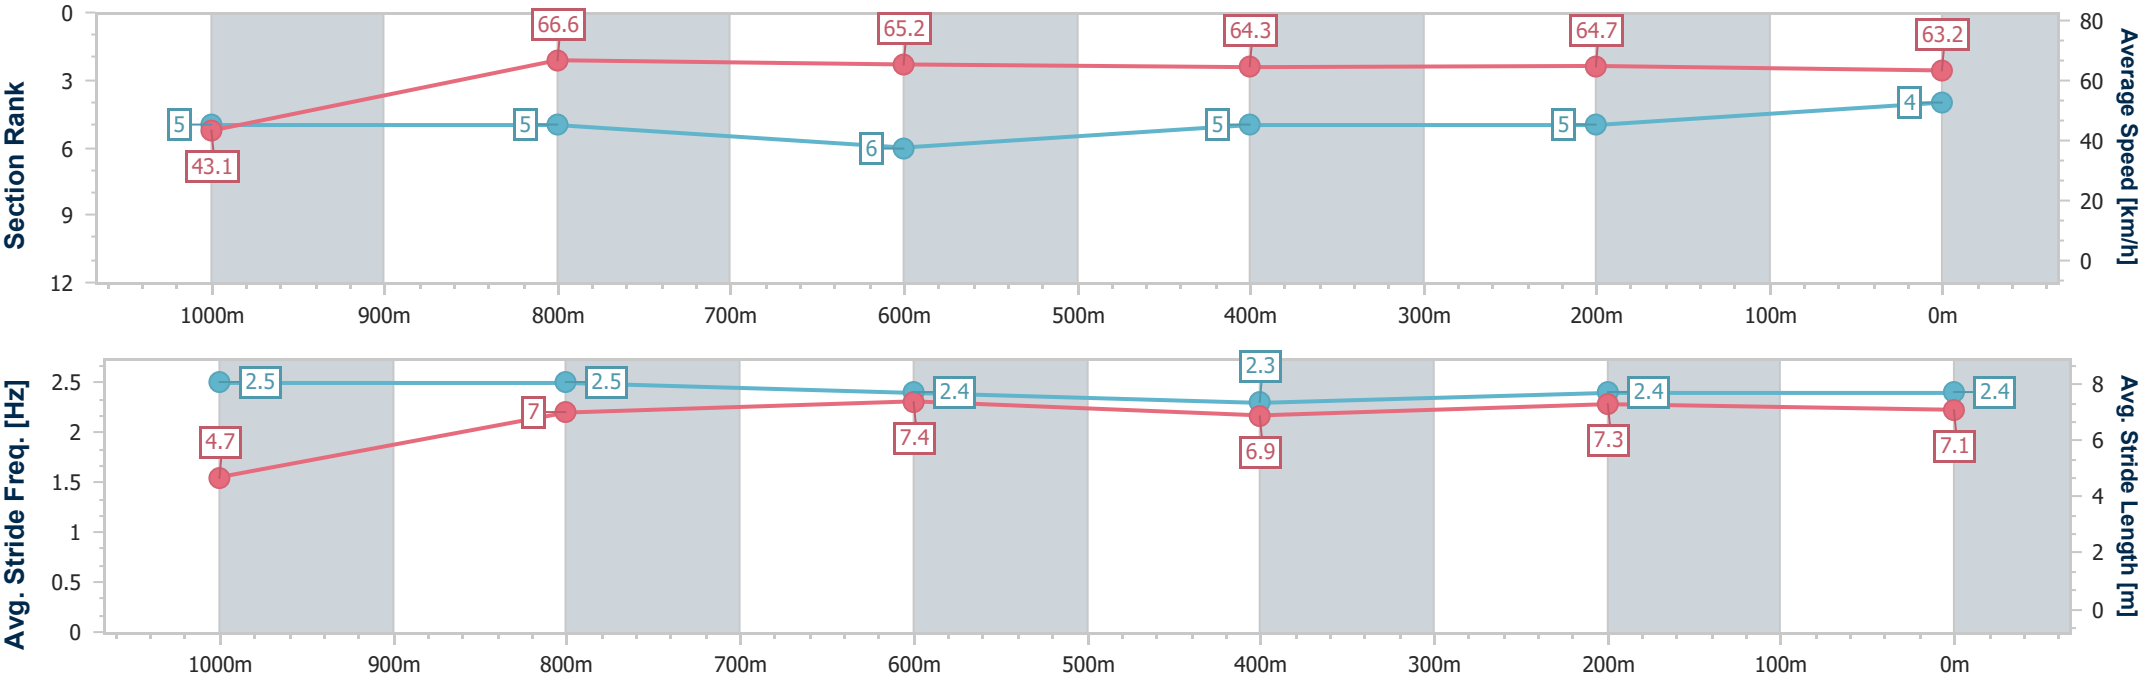 Section Rank
0
3
6
9
12
66.6
65.2
64.3
64.7
63.2
5
5
6
5
5
4
43.1
80
60
40
20
0
Average Speed [km/h]
1000m
900m
800m
700m
600m
500m
400m
300m
200m
100m
0m
Avg. Stride Freq. [Hz]
2.5
2
1.5
1
0.5
0
2.5
2.5
2.4
2.3
2.4
2.4
4.7
7
7.4
6.9
7.3
7.1
8
6
4
2
0
Avg. Stride Length [m]
1000m
900m
800m
700m
600m
500m
400m
300m
200m
100m
0m